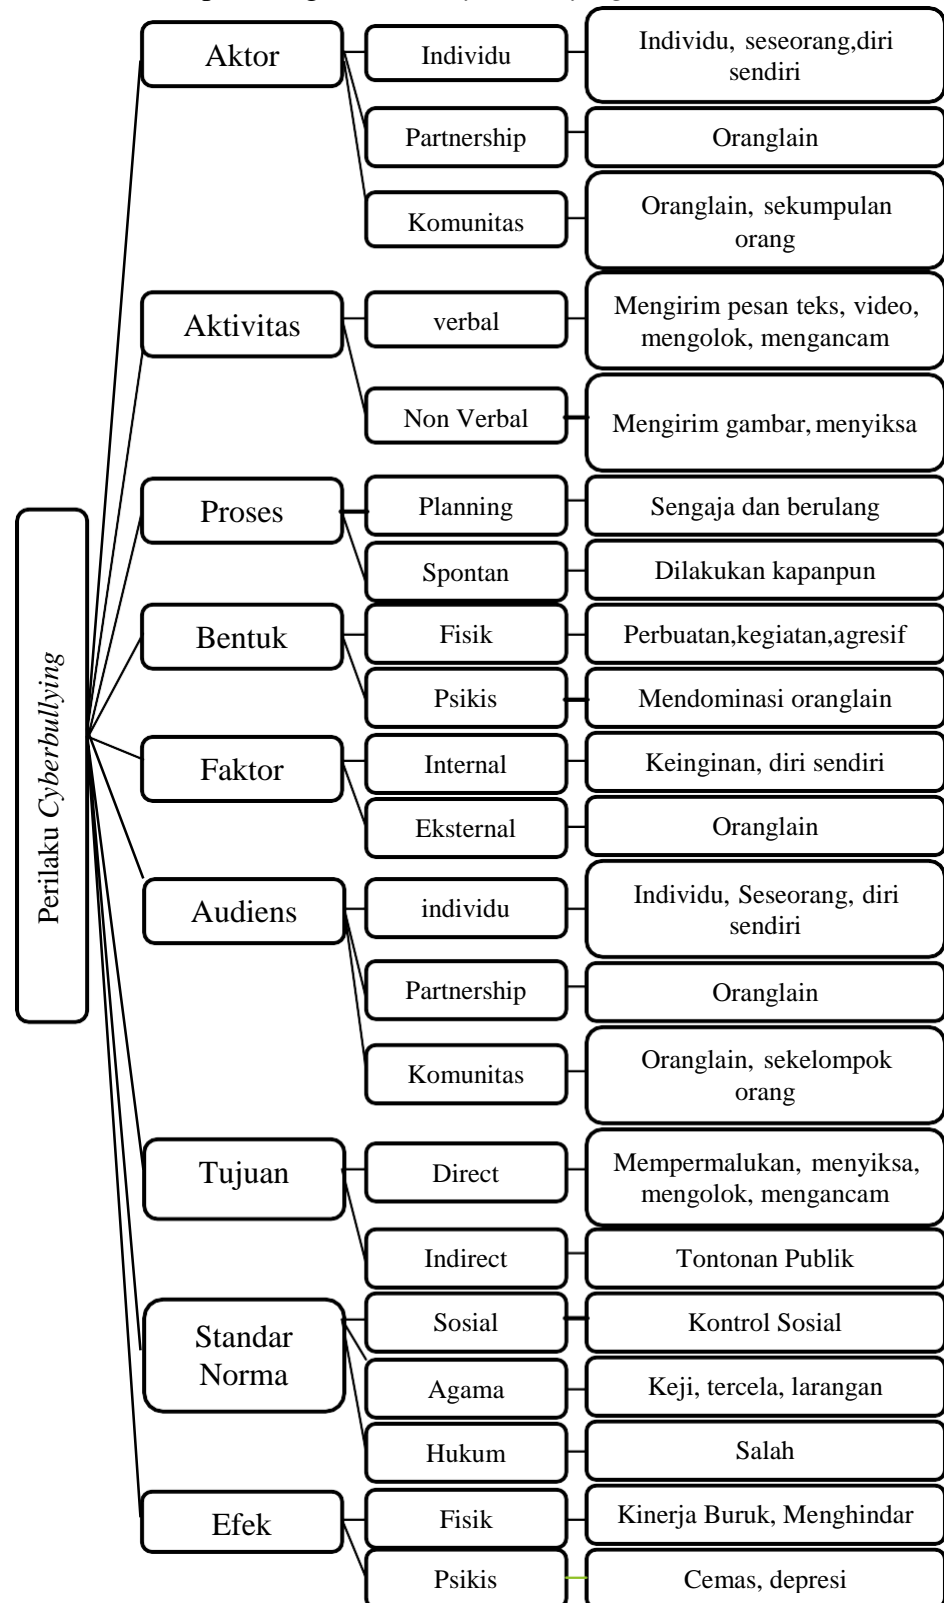 Aktor
Individu
Individu, seseorang,diri
sendiri
Partnership
Oranglain
Komunitas
Oranglain, sekumpulan
orang
Aktivitas
verbal
Mengirim pesan teks, video,
mengolok, mengancam
Non Verbal
Mengirim gambar, menyiksa
Perilaku Cyberbullying
Proses
Planning
Sengaja dan berulang
Spontan
Dilakukan kapanpun
Bentuk
Fisik
Perbuatan,kegiatan,agresif
Psikis
Mendominasi oranglain
Faktor
Internal
Keinginan, diri sendiri
Eksternal
Oranglain
Audiens
individu
Individu, Seseorang, diri
sendiri
Partnership
Oranglain
Komunitas
Oranglain, sekelompok
orang
Tujuan
Direct
Mempermalukan, menyiksa,
mengolok, mengancam
Indirect
Tontonan Publik
Standar
Norma
Sosial
Kontrol Sosial
Agama
Keji, tercela, larangan
Hukum
Salah
Efek
Fisik
Kinerja Buruk, Menghindar
Psikis
Cemas, depresi